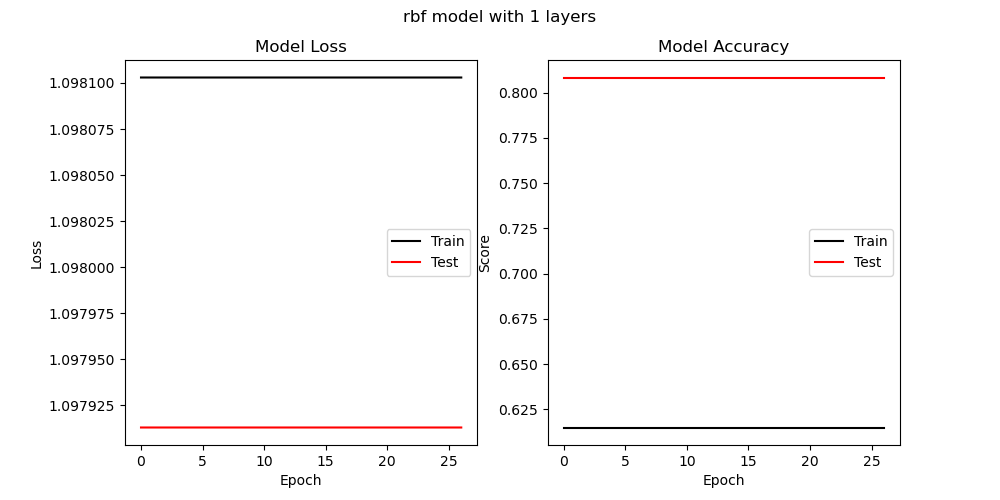 rbf model with 1 layers
Model Loss
1.098100
1.098075
1.098050
1.098025
1.098000
1.097975
1.097950
1.097925
Loss
0 5 10 15 20 25
Epoch
Train
Test
Model Accuracy
0.800
0.775
0.750
0.725
0.700
0.675
0.650
0.625
Score
0 5 10 15 20 25
Epoch
Train
Test